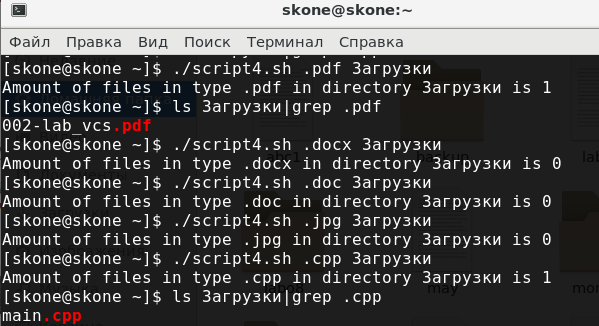 skone@skone:~
Файл Правка Вид Поиск Терминал Справка
[skone@skone ~]$ ./script4.sh .pdf Загрузки
Amount of files in type .pdf in directory Загрузки is 1
[skone@skone ~]$ ls Загрузки|grep .pdf
002-lab_vcs.pdf
[skone@skone ~]$ ./script4.sh .docx Загрузки
Amount of files in type .docx in directory Загрузки is 0
[skone@skone ~]$ ./script4.sh .doc Загрузки
Amount of files in type .doc in directory Загрузки is 0
[skone@skone ~]$ ./script4.sh .jpg Загрузки
Amount of files in type .jpg in directory Загрузки is 0
[skone@skone ~]$ ./script4.sh .cpp Загрузки
Amount of files in type .cpp in directory Загрузки is 1
[skone@skone ~]$ ls Загрузки|grep .cpp
main.cpp